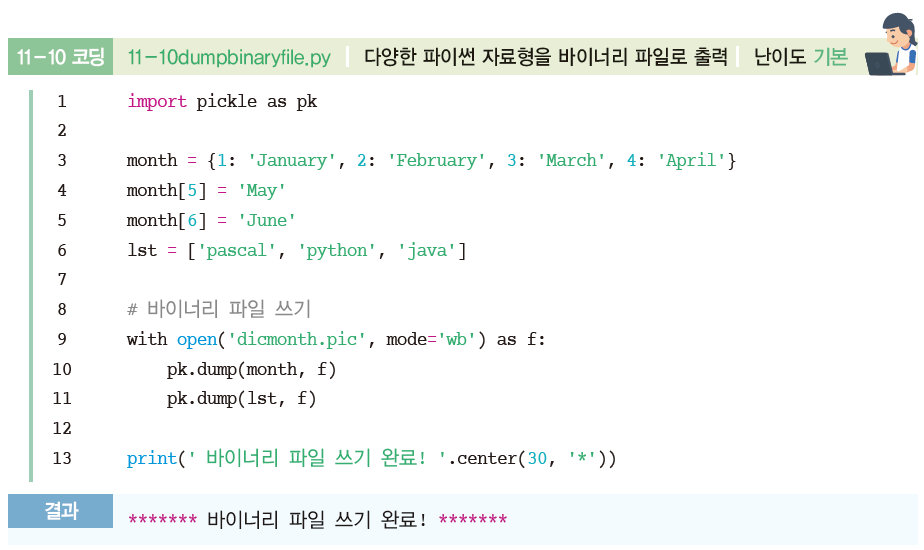 11-10 코딩 11-10dumpbinaryfile.py | 다양한 파이썬 자료형을 바이너리 파일로 출력 | 난이도 기본
1 import pickle as pk
2
3 month = {1: 'January', 2: 'February', 3: 'March', 4: 'April'}
4 month[5] = 'May'
5 month[6] = 'June'
6 lst = ['pascal', 'python', 'java']
7
8 # 바이너리 파일 쓰기
9 with open('dicmonth.pic', mode='wb') as f:
10     pk.dump(month, f)
11     pk.dump(lst, f)
12
13 print(' 바이너리 파일 쓰기 완료! '.center(30, '*'))
결과 ******* 바이너리 파일 쓰기 완료! *******